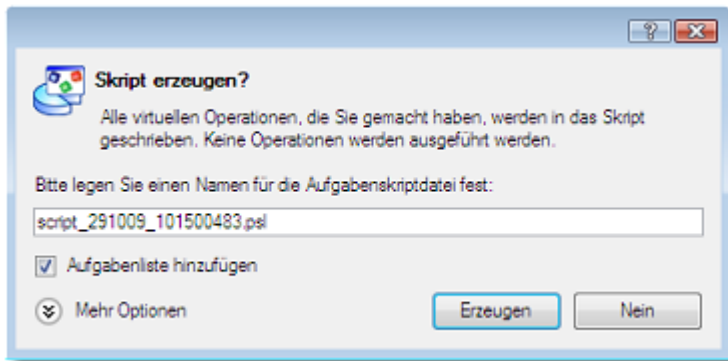 Skript erzeugen?
Alle virtuellen Operationen, die Sie gemacht haben, werden in das Skript
geschrieben. Keine Operationen werden ausgeführt werden.
Bitte legen Sie einen Namen für die Aufgabenskriptdatei fest:
script_291009_101500483.psl
Aufgabenliste hinzufügen
Mehr Optionen
Erzeugen
Nein